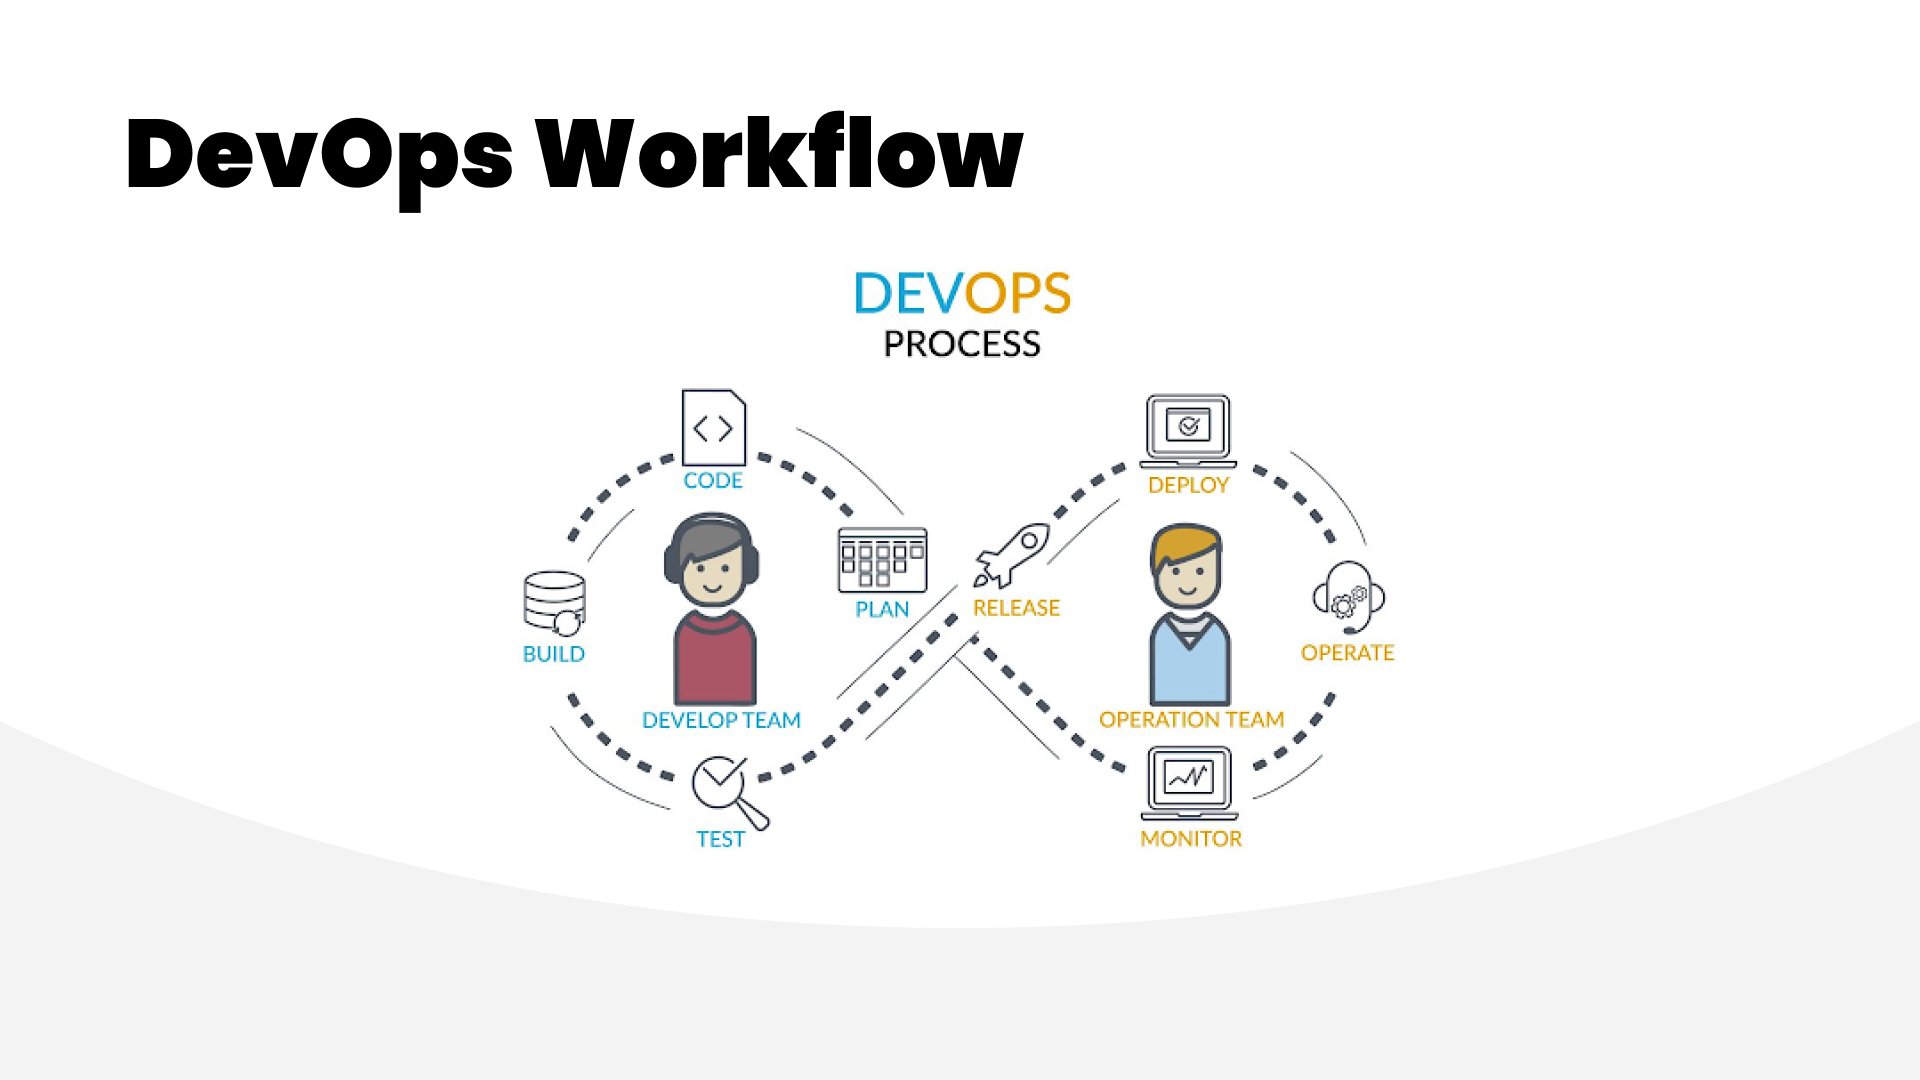 DevOps Workflow
DEVOPS
PROCESS
CODE
DEPLOY
PLAN
RELEASE
BUILD
OPERATE
DEVELOP TEAM
OPERATION TEAM
TEST
MONITOR